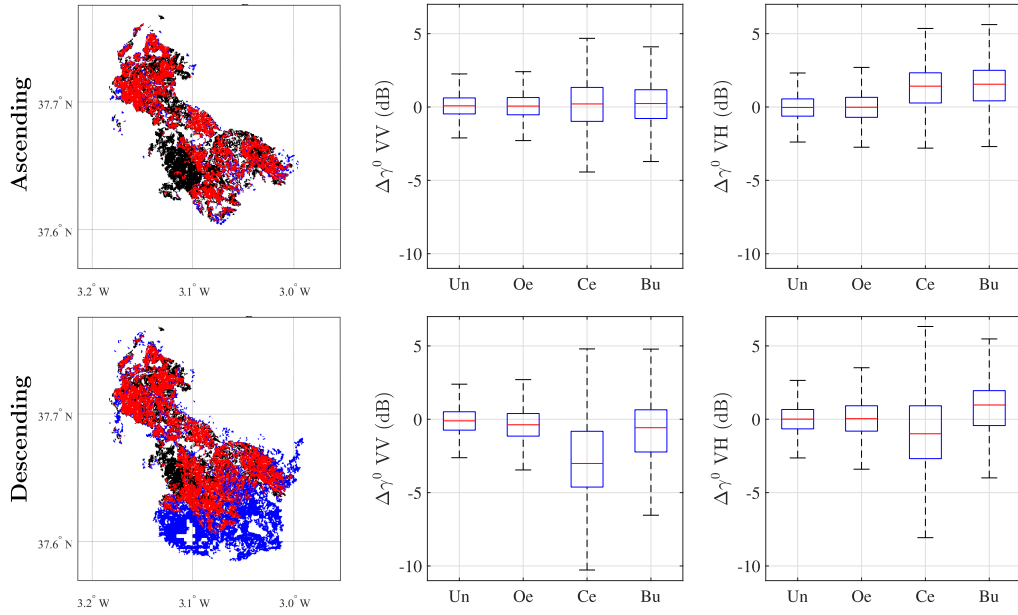 Ascending
37.7° N
37.6° N
3.2° W
3.1° W
3.0° W
Δγ⁰ VV (dB)
5
0
-5
-10
Un
Oe
Ce
Bu
Δγ⁰ VH (dB)
5
0
-5
-10
Un
Oe
Ce
Bu
Descending
37.7° N
37.6° N
3.2° W
3.1° W
3.0° W
Δγ⁰ VV (dB)
5
0
-5
-10
Un
Oe
Ce
Bu
Δγ⁰ VH (dB)
5
0
-5
-10
Un
Oe
Ce
Bu